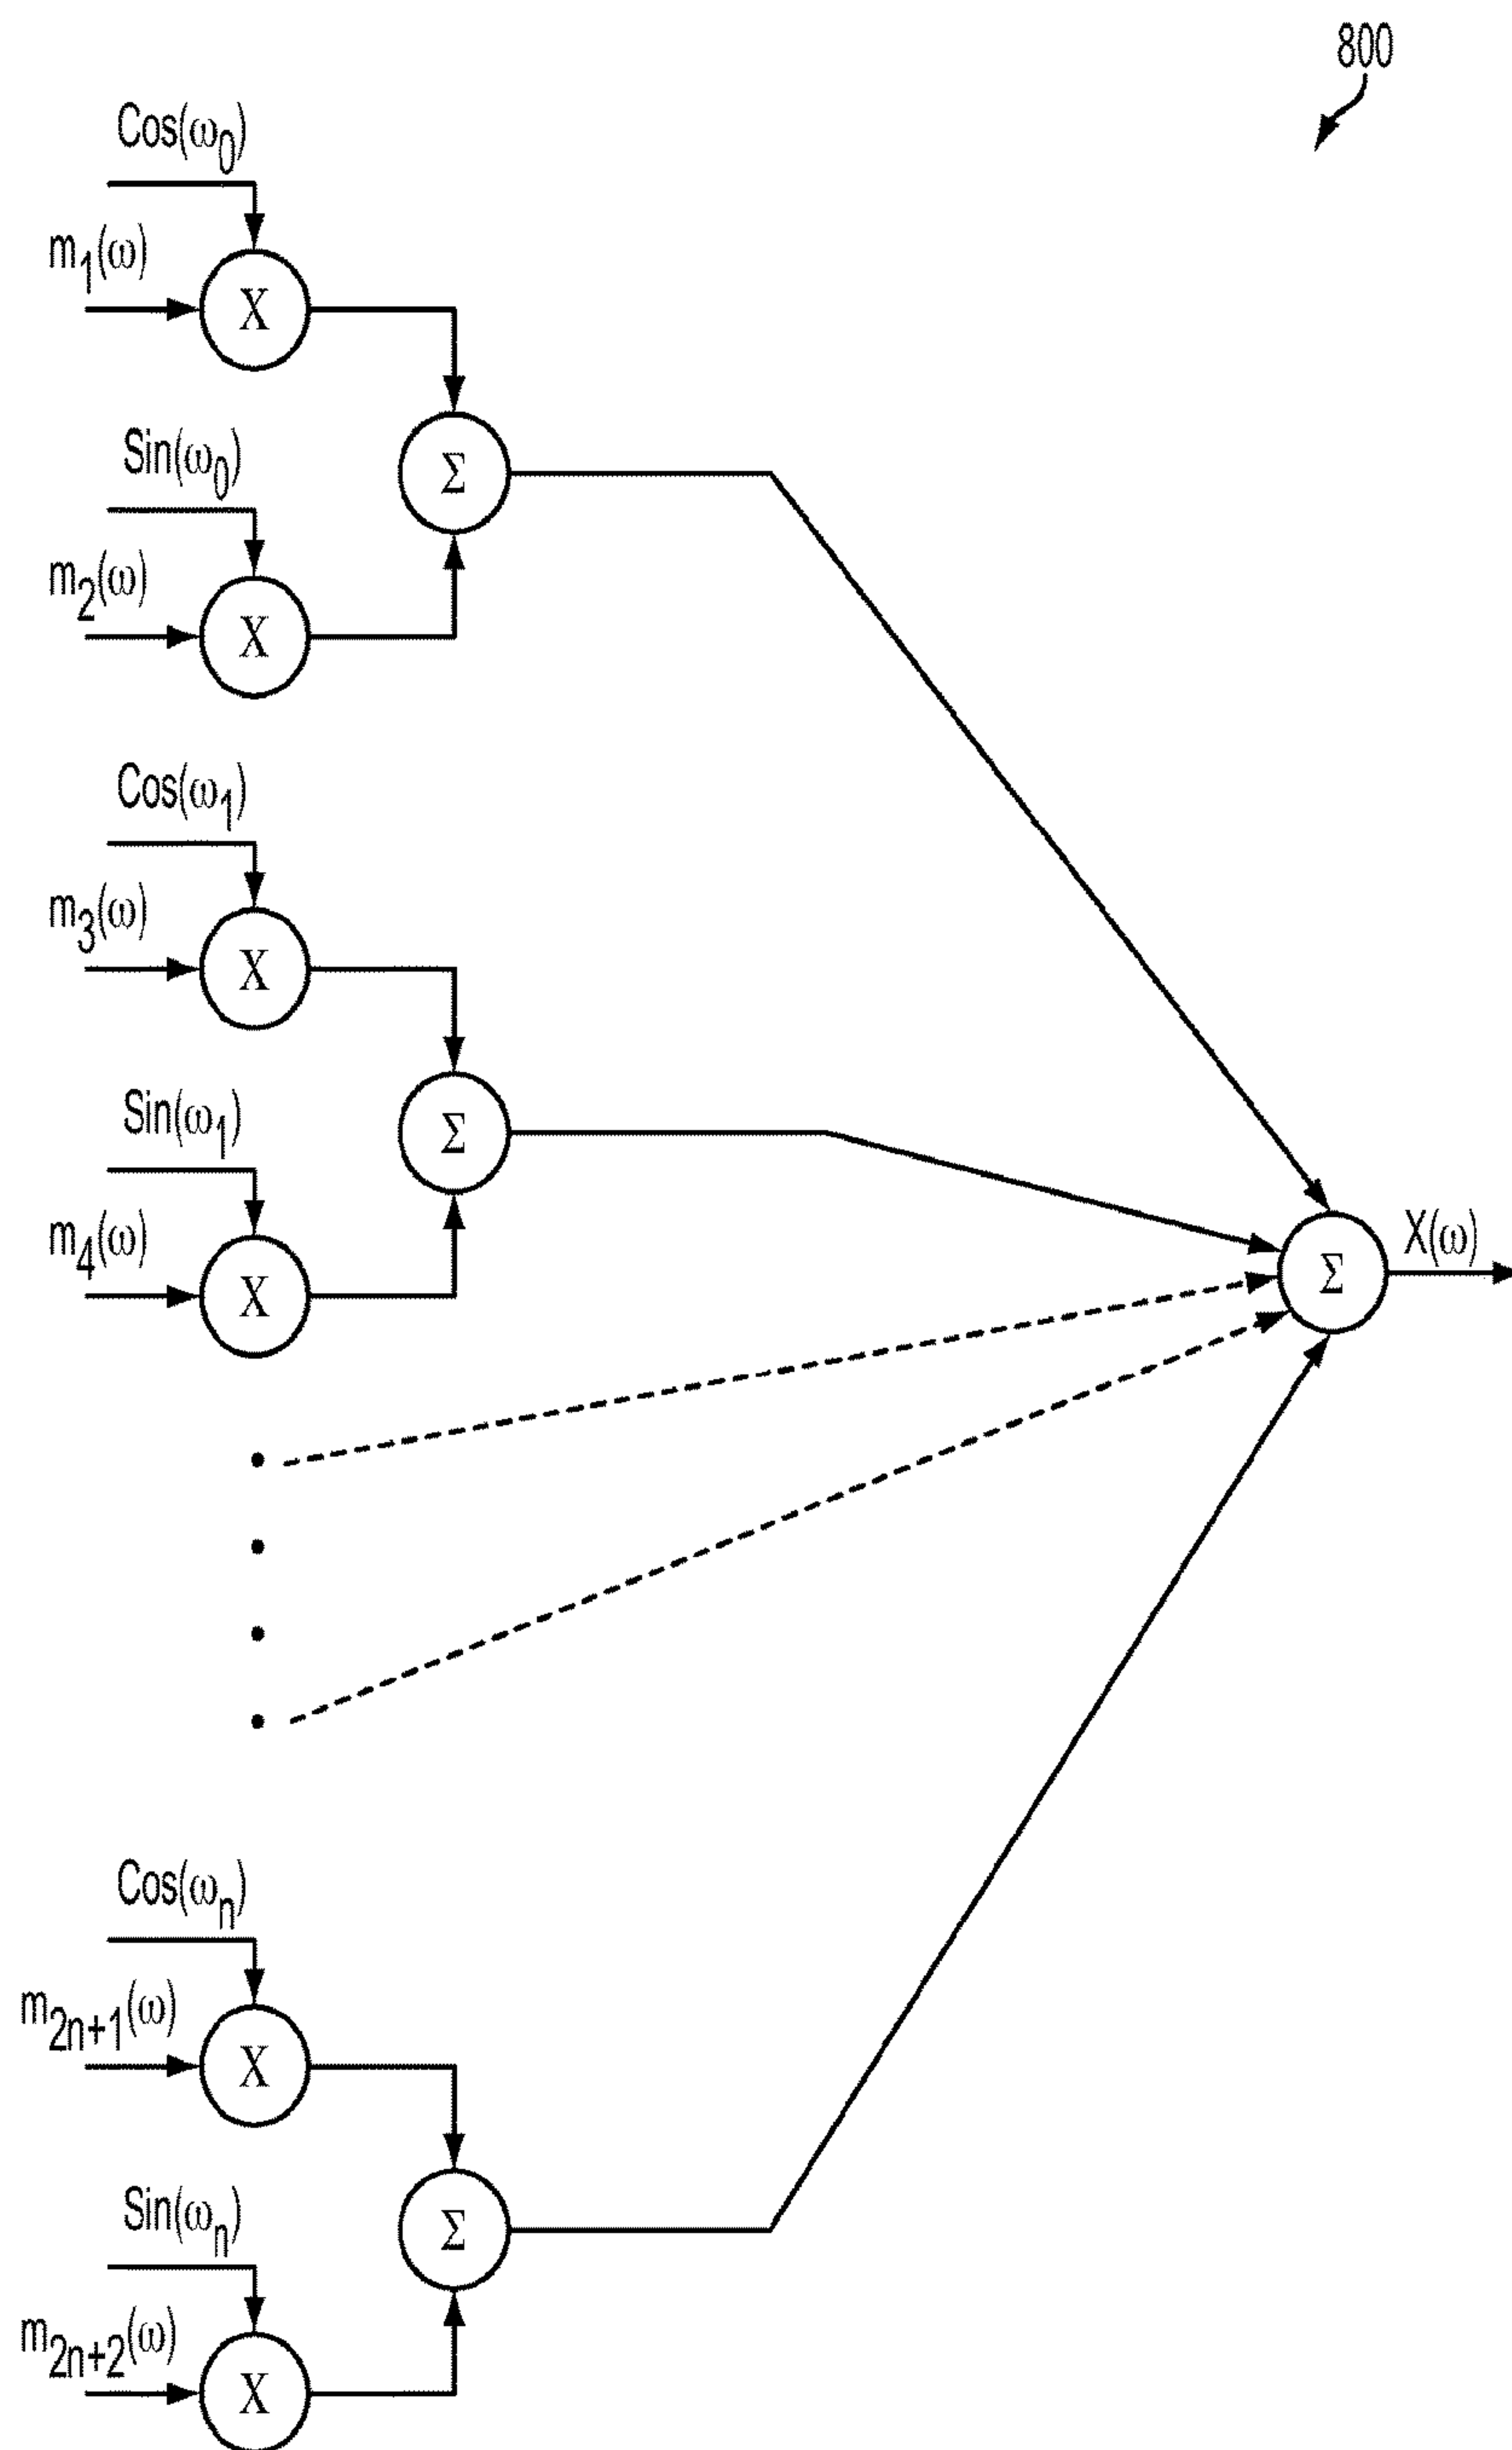 800
Cos(ω0)
m1(ω)
X
Σ
Sin(ω0)
m2(ω)
X
Cos(ω1)
m3(ω)
X
Σ
Sin(ω1)
m4(ω)
X
Σ
X(ω)
Cos(ωn)
m2n+1(ω)
X
Σ
Sin(ωn)
m2n+2(ω)
X